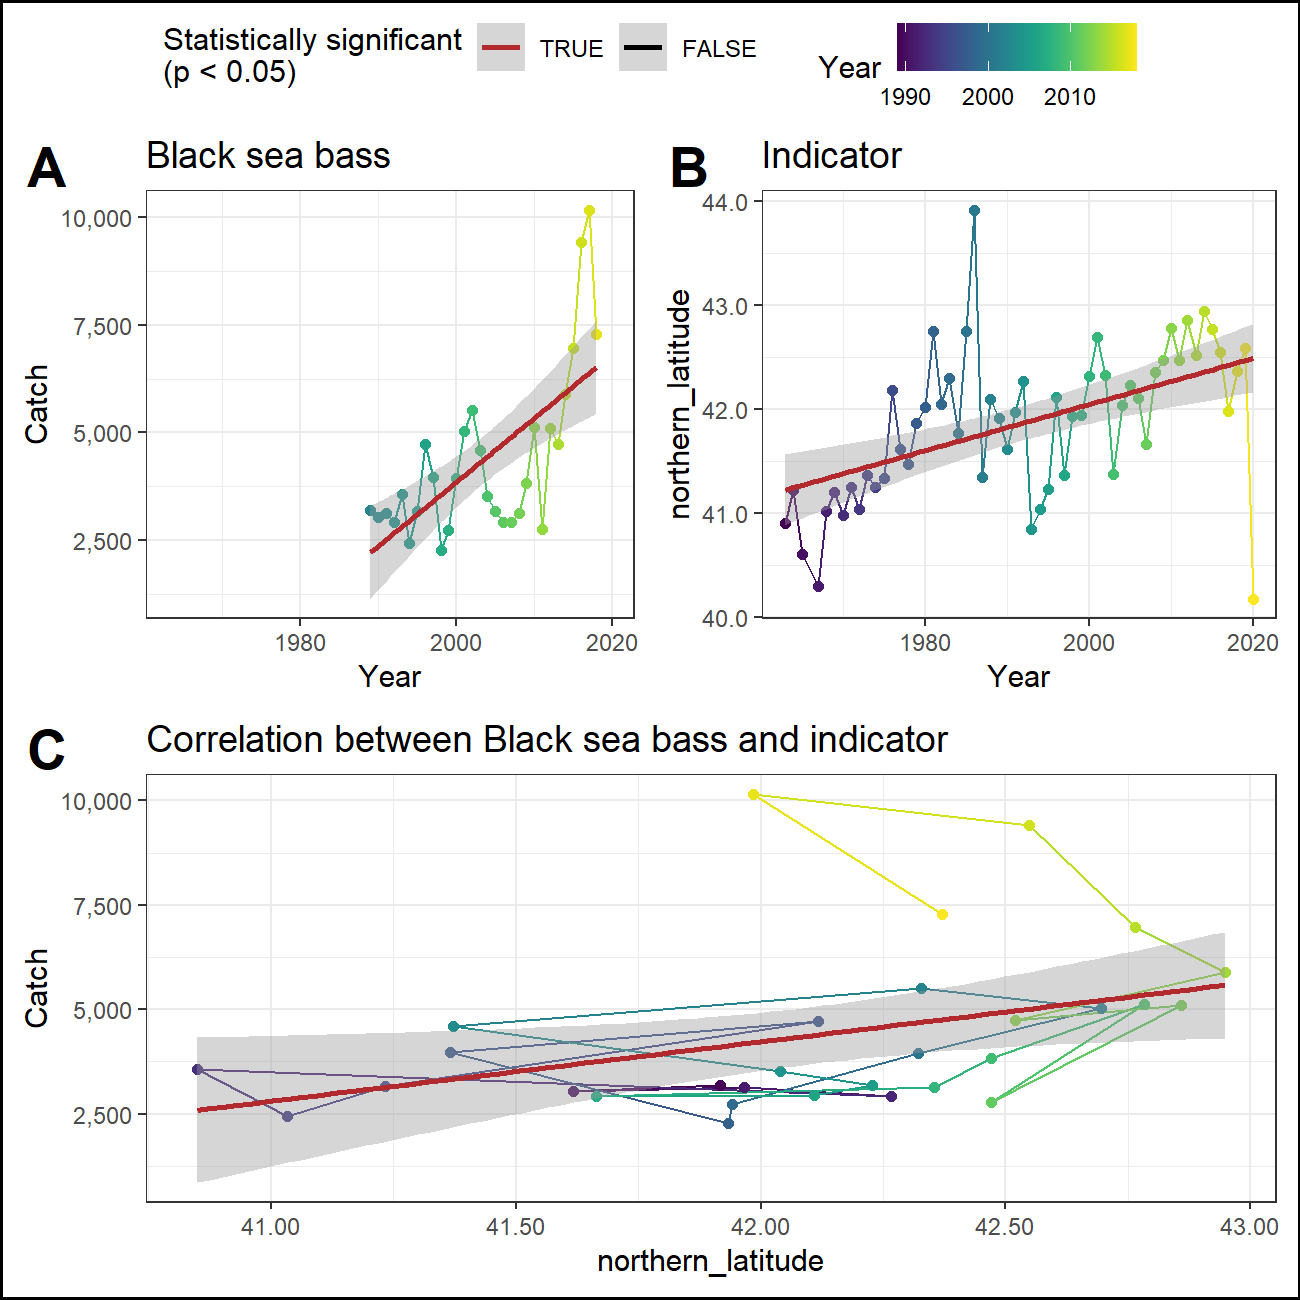 Statistically significant
(p < 0.05)
TRUE
FALSE
Year
1990
2000
2010
A
Black sea bass
Catch
10,000
7,500
5,000
2,500
1980
2000
2020
Year
B
Indicator
northern_latitude
44.0
43.0
42.0
41.0
40.0
1980
2000
2020
Year
C
Correlation between Black sea bass and indicator
Catch
10,000
7,500
5,000
2,500
41.00
41.50
42.00
42.50
43.00
northern_latitude